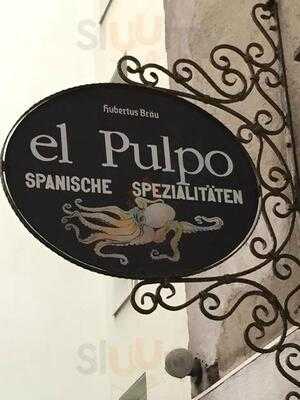 Hubertus Bräu
el Pulpo
SPANISCHE SPEZIALITÄTEN